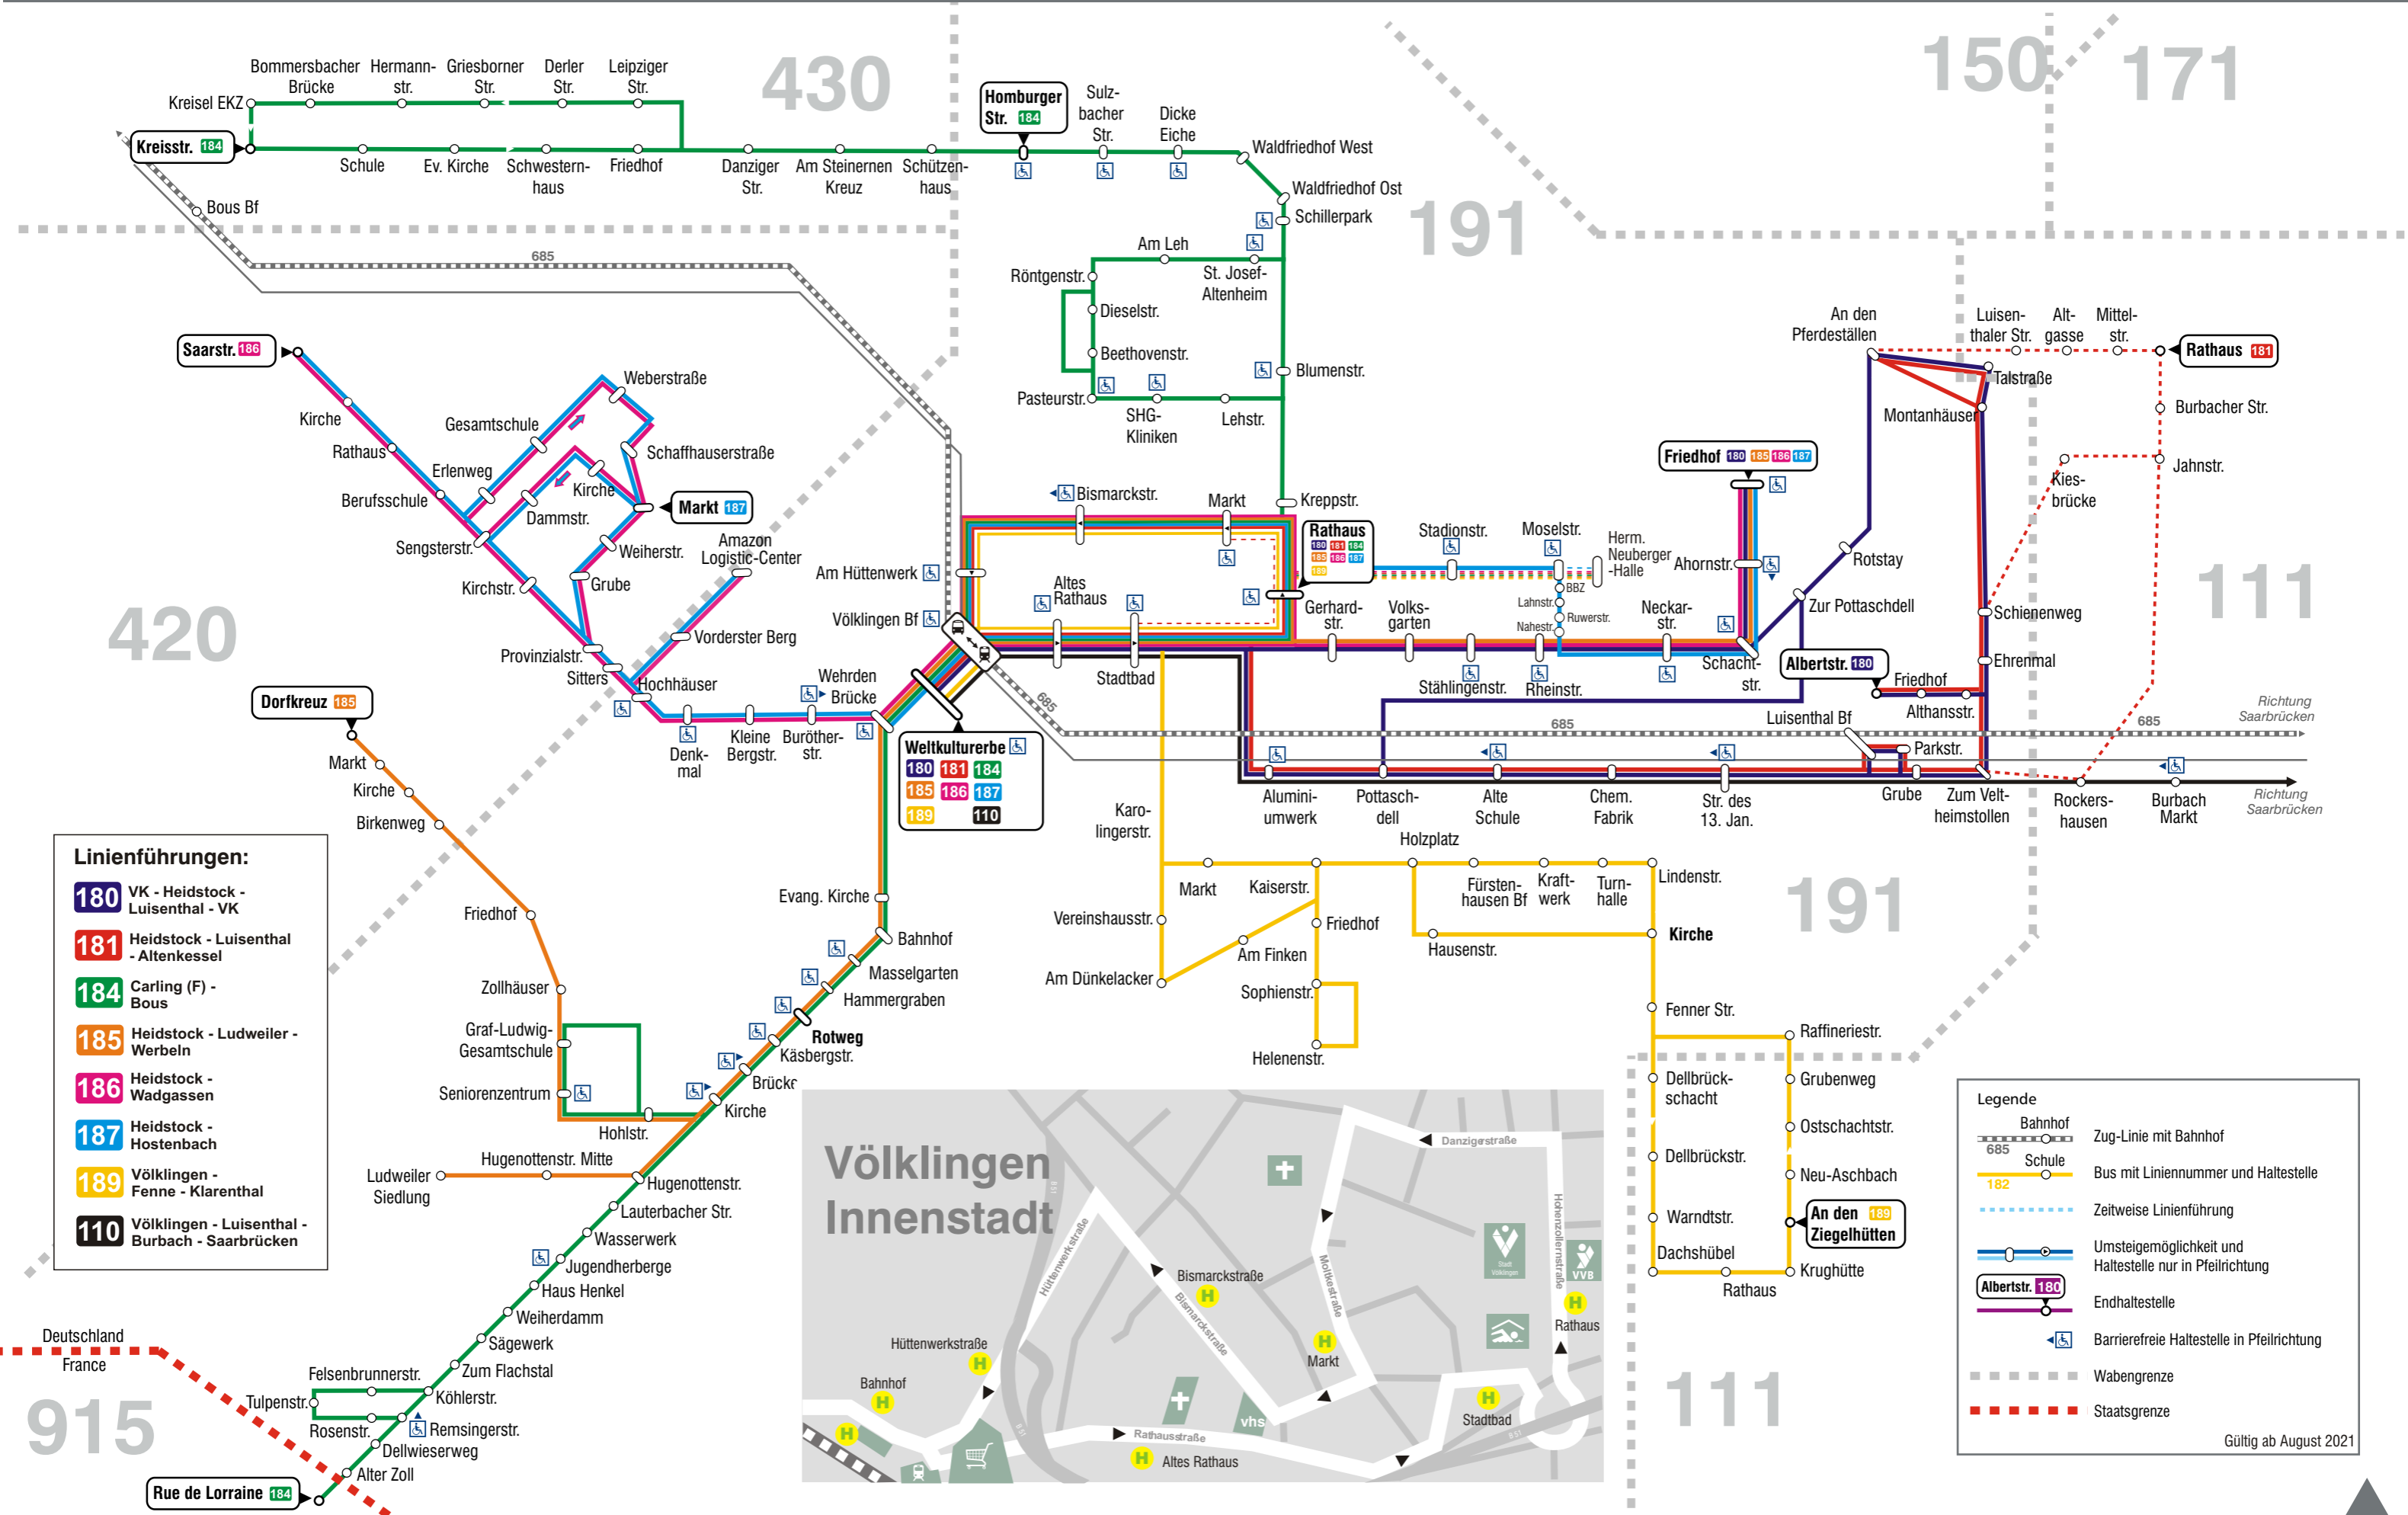 430
150
171
191
420
111
191
111
915
Bommersbacher
Brücke
Hermann-
str.
Griesborner
Str.
Derler
Str.
Leipziger
Str.
Kreisel EKZ
Kreisstr. 184
Schule
Ev. Kirche
Schwestern-
haus
Friedhof
Danziger
Str.
Am Steinernen
Kreuz
Schützen-
haus
Homburger
Str. 184
Sulz-
bacher
Str.
Dicke
Eiche
Waldfriedhof West
Waldfriedhof Ost
Schillerpark
Bous Bf
685
Am Leh
St. Josef-
Altenheim
Röntgenstr.
Dieselstr.
Beethovenstr.
Pasteurstr.
SHG-
Kliniken
Lehstr.
Blumenstr.
Kreppstr.
Saarstr. 186
Kirche
Rathaus
Berufsschule
Sengsterstr.
Kirchstr.
Provinzialstr.
Sitters
Hochhäuser
Erlenweg
Gesamtschule
Weberstraße
Schaffhauserstraße
Kirche
Dammstr.
Markt 187
Weiherstr.
Grube
Amazon
Logistic-Center
Vorderster Berg
Denk-
mal
Kleine
Bergstr.
Buröther-
str.
Wehrden
Brücke
Bismarckstr.
Markt
Am Hüttenwerk
Völklingen Bf
Altes
Rathaus
Stadtbad
Rathaus
180 181 184
185 186 187
189
Stadionstr.
Moselstr.
Herm.
Neuberger
-Halle
BBZ
Lahnstr.
Ruwerstr.
Nahestr.
Gerhard-
str.
Volks-
garten
Stählingenstr.
Rheinstr.
Neckar-
str.
Schacht-
str.
Ahornstr.
Friedhof 180 185 186 187
An den
Pferdeställen
Luisen-
thaler Str.
Alt-
gasse
Mittel-
str.
Rathaus 181
Talstraße
Montanhäuser
Burbacher Str.
Jahnstr.
Kies-
brücke
Rotstay
Zur Pottaschdell
Schienenweg
Ehrenmal
Albertstr. 180
Friedhof
Althansstr.
Luisenthal Bf
Parkstr.
685
685
685
Richtung
Saarbrücken
Richtung
Saarbrücken
Alumini-
umwerk
Pottasch-
dell
Alte
Schule
Chem.
Fabrik
Str. des
13. Jan.
Grube
Zum Velt-
heimstollen
Rockers-
hausen
Burbach
Markt
Weltkulturerbe
180 181 184
185 186 187
189 110
Dorfkreuz 185
Markt
Kirche
Birkenweg
Friedhof
Zollhäuser
Graf-Ludwig-
Gesamtschule
Seniorenzentrum
Hohlstr.
Evang. Kirche
Bahnhof
Masselgarten
Hammergraben
Rotweg
Käsbergstr.
Brücke
Kirche
Ludweiler
Siedlung
Hugenottenstr. Mitte
Hugenottenstr.
Lauterbacher Str.
Wasserwerk
Jugendherberge
Haus Henkel
Weiherdamm
Sägewerk
Zum Flachstal
Köhlerstr.
Felsenbrunnerstr.
Tulpenstr.
Rosenstr.
Remsingerstr.
Dellwieserweg
Alter Zoll
Rue de Lorraine 184
Deutschland
France
Karo-
lingerstr.
Markt
Kaiserstr.
Holzplatz
Fürsten-
hausen Bf
Kraft-
werk
Turn-
halle
Lindenstr.
Vereinshausstr.
Am Dünkelacker
Am Finken
Friedhof
Sophienstr.
Helenenstr.
Hausenstr.
Kirche
Fenner Str.
Raffineriestr.
Dellbrück-
schacht
Grubenweg
Ostschachtstr.
Dellbrückstr.
Neu-Aschbach
Warndtstr.
An den 189
Ziegelhütten
Dachshübel
Rathaus
Krughütte
Linienführungen:
180 VK - Heidstock -
Luisenthal - VK
181 Heidstock - Luisenthal
- Altenkessel
184 Carling (F) -
Bous
185 Heidstock - Ludweiler -
Werbeln
186 Heidstock -
Wadgassen
187 Heidstock -
Hostenbach
189 Völklingen -
Fenne - Klarenthal
110 Völklingen - Luisenthal -
Burbach - Saarbrücken
Völklingen
Innenstadt
Danzigerstraße
Hohenzollernstraße
Moltkestraße
Hüttenwerkstraße
Bismarckstraße
Bismarckstraße
H
B 51
Stadt
Völklingen
VVB
H
Rathaus
H
Markt
Hüttenwerkstraße
H
Bahnhof
H
H
vhs
Rathausstraße
H
Altes Rathaus
H
Stadtbad
B 51
B 51
Legende
Bahnhof
685
Zug-Linie mit Bahnhof
Schule
182
Bus mit Liniennummer und Haltestelle
Zeitweise Linienführung
Umsteigemöglichkeit und
Haltestelle nur in Pfeilrichtung
Albertstr. 180
Endhaltestelle
Barrierefreie Haltestelle in Pfeilrichtung
Wabengrenze
Staatsgrenze
Gültig ab August 2021